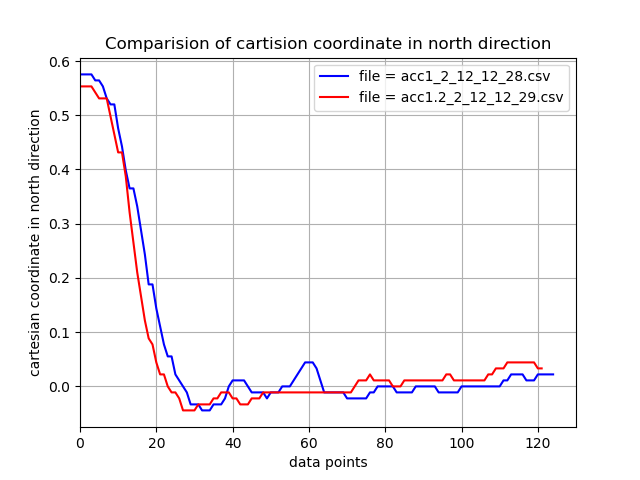 Comparision of cartision coordinate in north direction
file = acc1_2_12_12_28.csv
file = acc1.2_2_12_12_29.csv
cartesian coordinate in north direction
0.6
0.5
0.4
0.3
0.2
0.1
0.0
0 20 40 60 80 100 120
data points